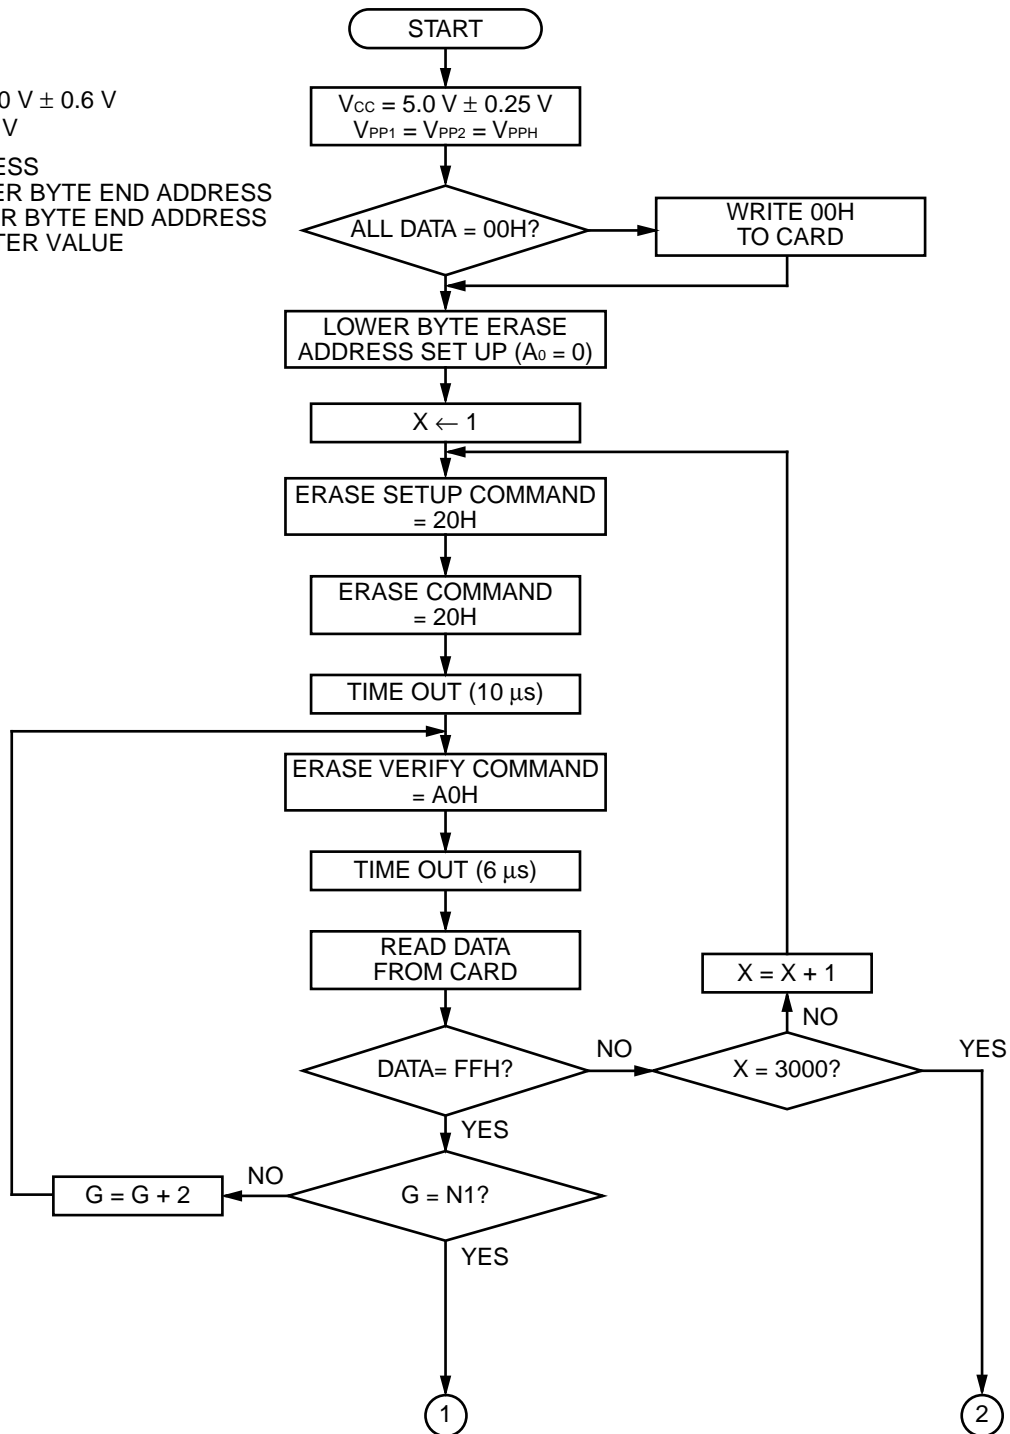 START
0 V ± 0.6 V
V
ESS
ER BYTE END ADDRESS
R BYTE END ADDRESS
TER VALUE
VCC = 5.0 V ± 0.25 V
VPP1 = VPP2 = VPPH
ALL DATA = 00H?
WRITE 00H
TO CARD
LOWER BYTE ERASE
ADDRESS SET UP (A0 = 0)
X ← 1
ERASE SETUP COMMAND
= 20H
ERASE COMMAND
= 20H
TIME OUT (10 µs)
ERASE VERIFY COMMAND
= A0H
TIME OUT (6 µs)
READ DATA
FROM CARD
X = X + 1
NO
DATA= FFH?
NO
X = 3000?
YES
YES
G = G + 2
NO
G = N1?
YES
1
2